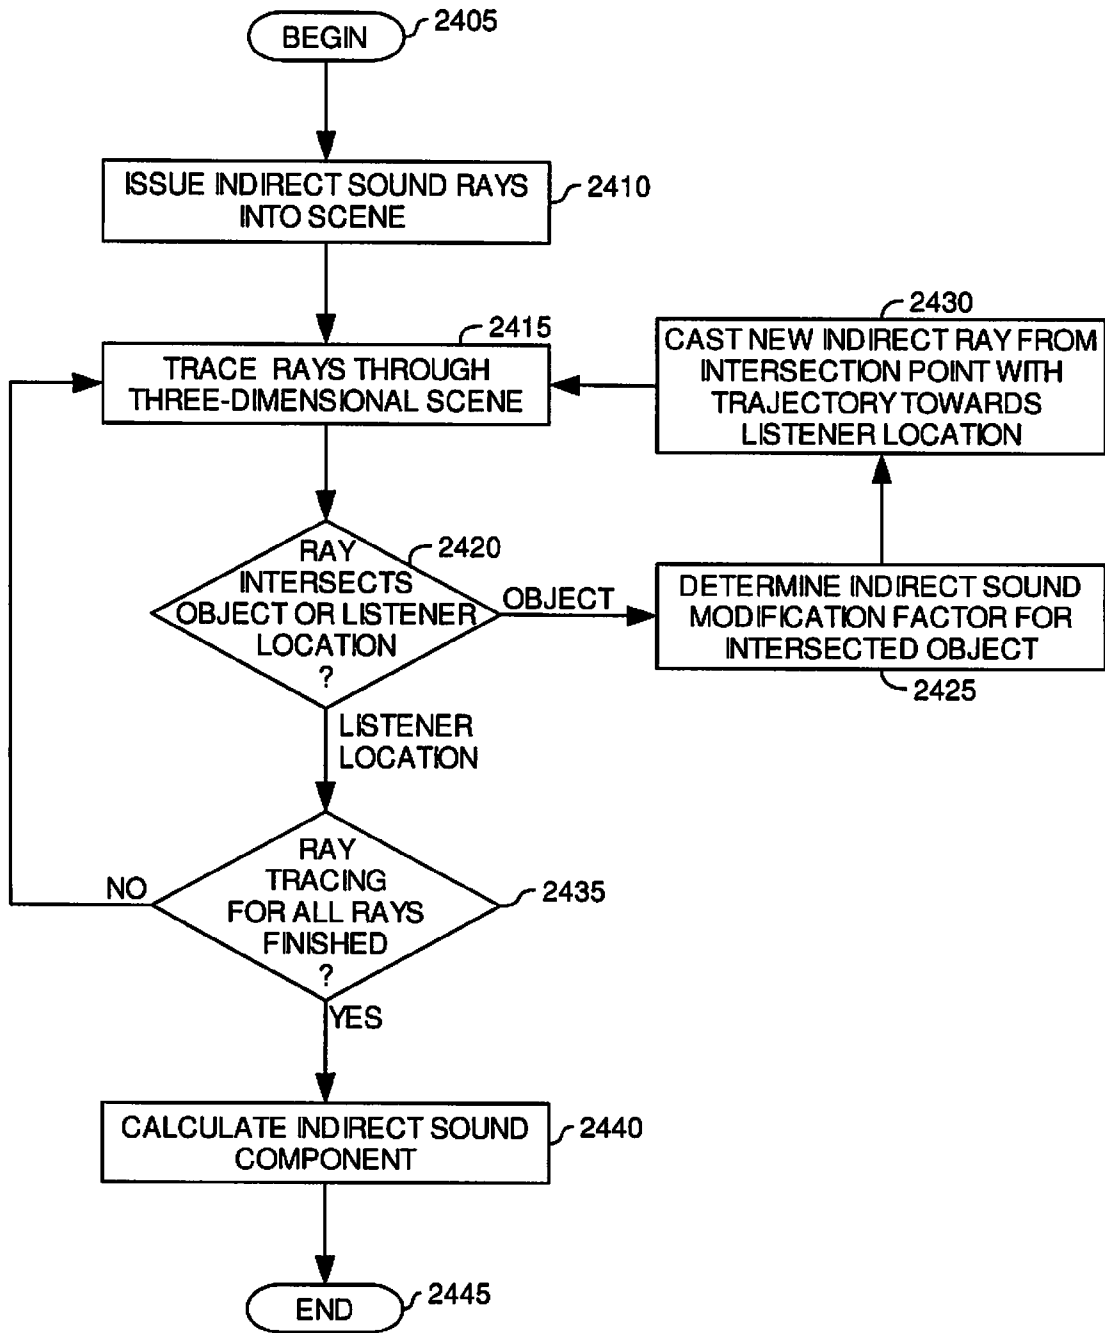 BEGIN
2405
ISSUE INDIRECT SOUND RAYS
INTO SCENE
2410
2415
TRACE RAYS THROUGH
THREE-DIMENSIONAL SCENE
2430
CAST NEW INDIRECT RAY FROM
INTERSECTION POINT WITH
TRAJECTORY TOWARDS
LISTENER LOCATION
2420
RAY
INTERSECTS
OBJECT OR LISTENER
LOCATION
?
OBJECT
DETERMINE INDIRECT SOUND
MODIFICATION FACTOR FOR
INTERSECTED OBJECT
2425
LISTENER
LOCATION
RAY
TRACING
FOR ALL RAYS
FINISHED
?
2435
NO
YES
CALCULATE INDIRECT SOUND
COMPONENT
2440
END
2445